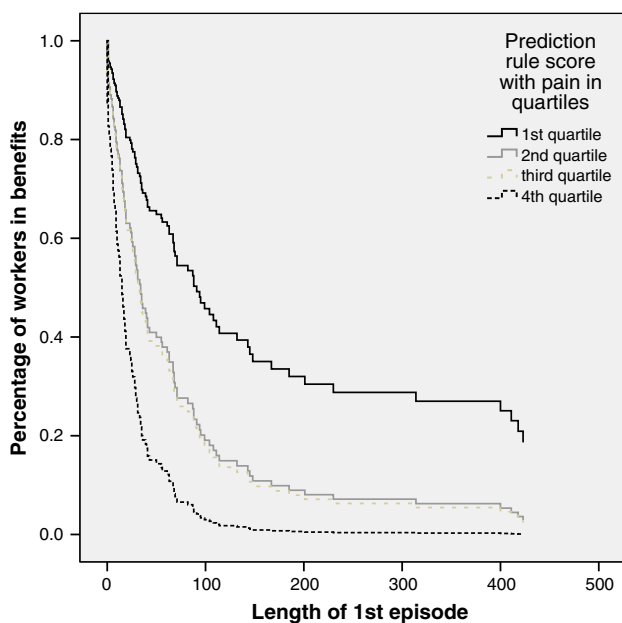 Prediction
rule score
with pain in
quartiles
1st quartile
2nd quartile
third quartile
4th quartile
Percentage of workers in benefits
1.0
0.8
0.6
0.4
0.2
0.0
0 100 200 300 400 500
Length of 1st episode